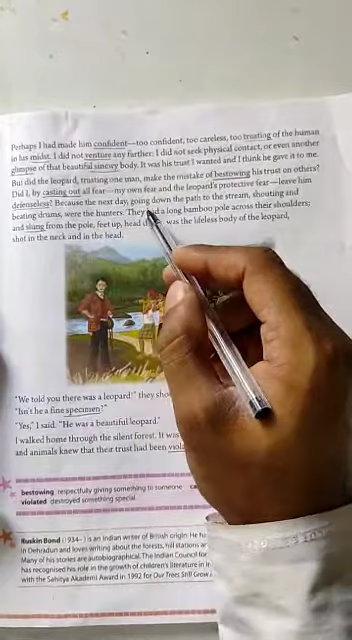 Perhaps I had made him confident—too confident, too careless, too trusting of the human
in his midst. I did not venture any further. I did not seek physical contact, or even another
glimpse of that beautiful sinewy body. It was his trust I wanted and I think he gave it to me.
But did the leopard, trusting one man, make the mistake of bestowing his trust on others?
Did I, by casting out all fear—my own fear and the leopard's protective fear—leave him
defenseless? Because the next day, going down the path to the stream, shouting and
beating drums, were the hunters. They had a long bamboo pole across their shoulders;
and slung from the pole, feet up, head was the lifeless body of the leopard,
shot in the neck and in the head.
"We told you there was a leopard!" they
"Isn't he a fine specimen?"
"Yes," I said. "He was a beautiful leopard."
I walked home through the silent forest. It was
and animals knew that their trust had been
bestowing respectfully giving something to someone
violated destroyed something special
Ruskin Bond (1934– ) is an Indian writer of British origin. He
in Dehradun and loves writing about the forests, hill stations
Many of his stories are autobiographical. The Indian Council for
has recognised his role in the growth of children's literature in
with the Sahitya Akademi Award in 1992 for Our Trees Still Grow